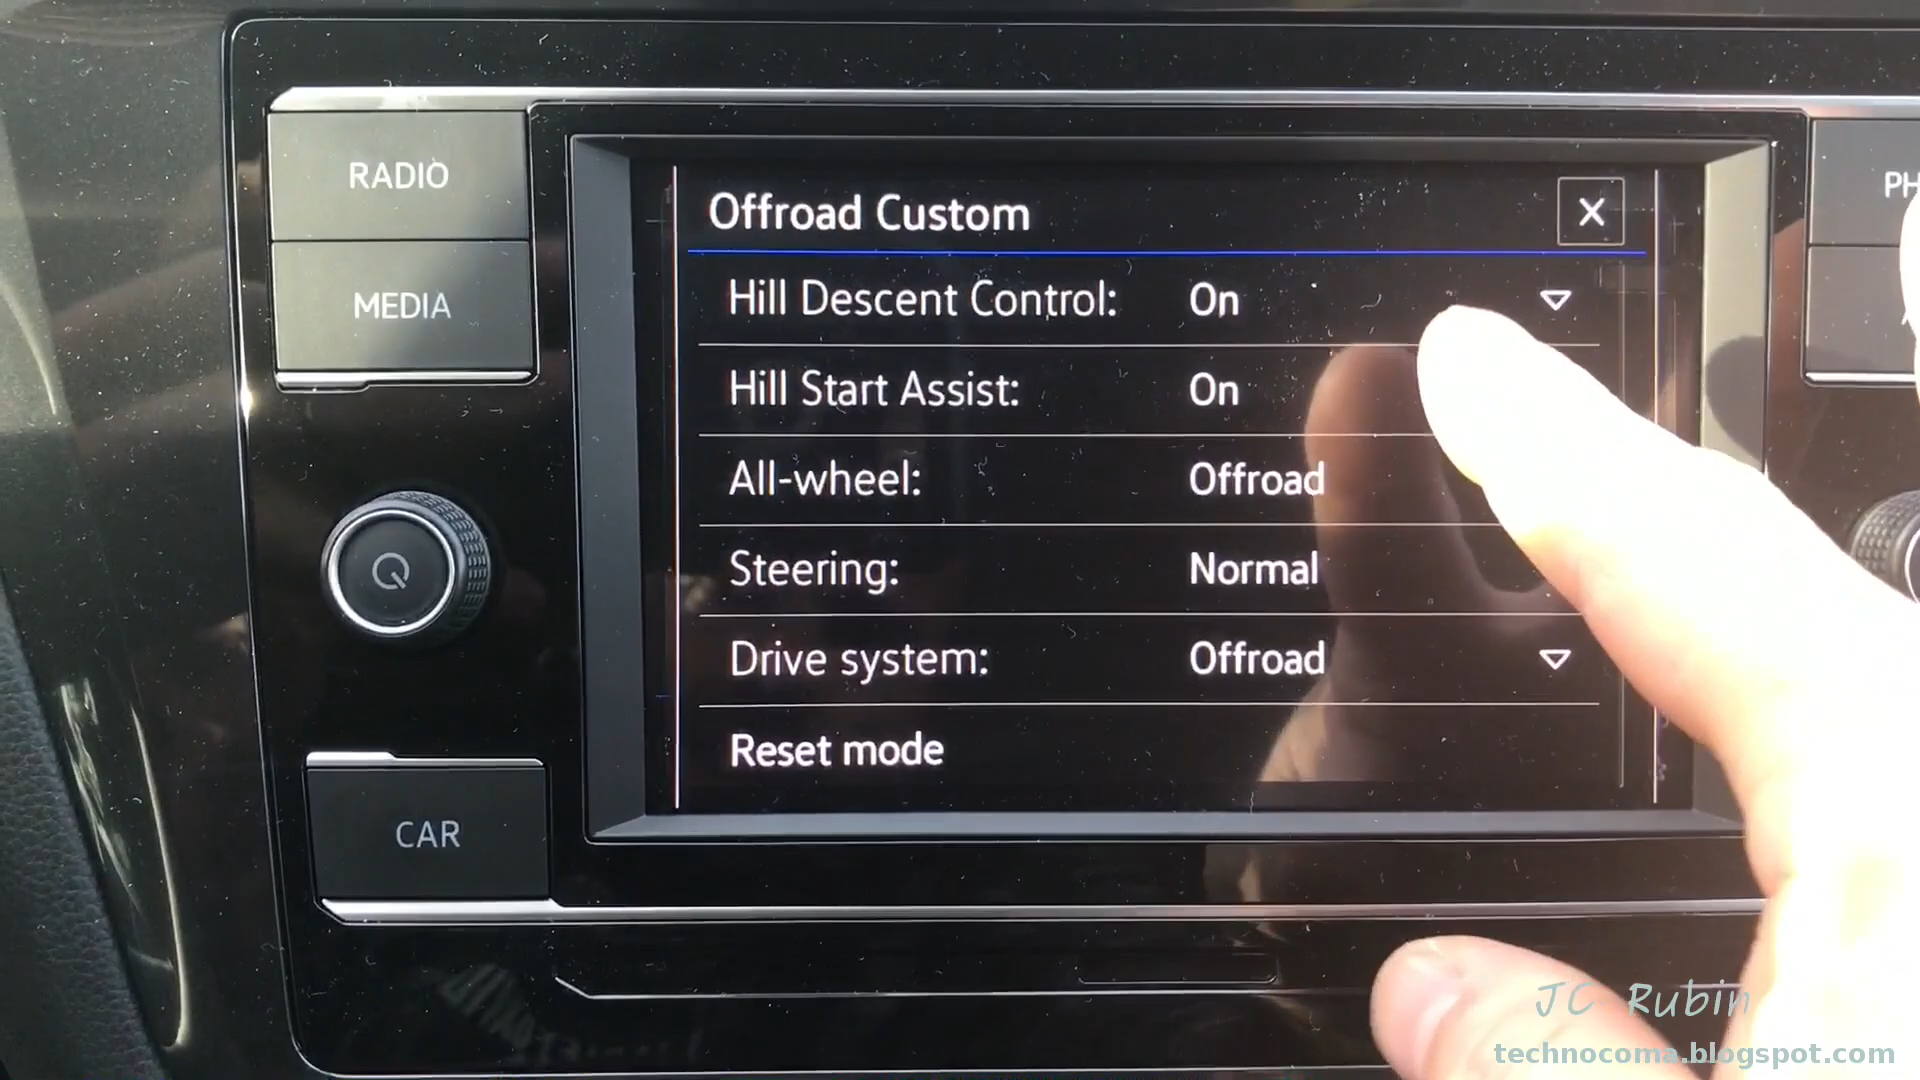 RADIO
MEDIA
CAR
Offroad Custom
Hill Descent Control: On
Hill Start Assist: On
All-wheel: Offroad
Steering: Normal
Drive system: Offroad
Reset mode
JC Rubin
technocoma.blogspot.com